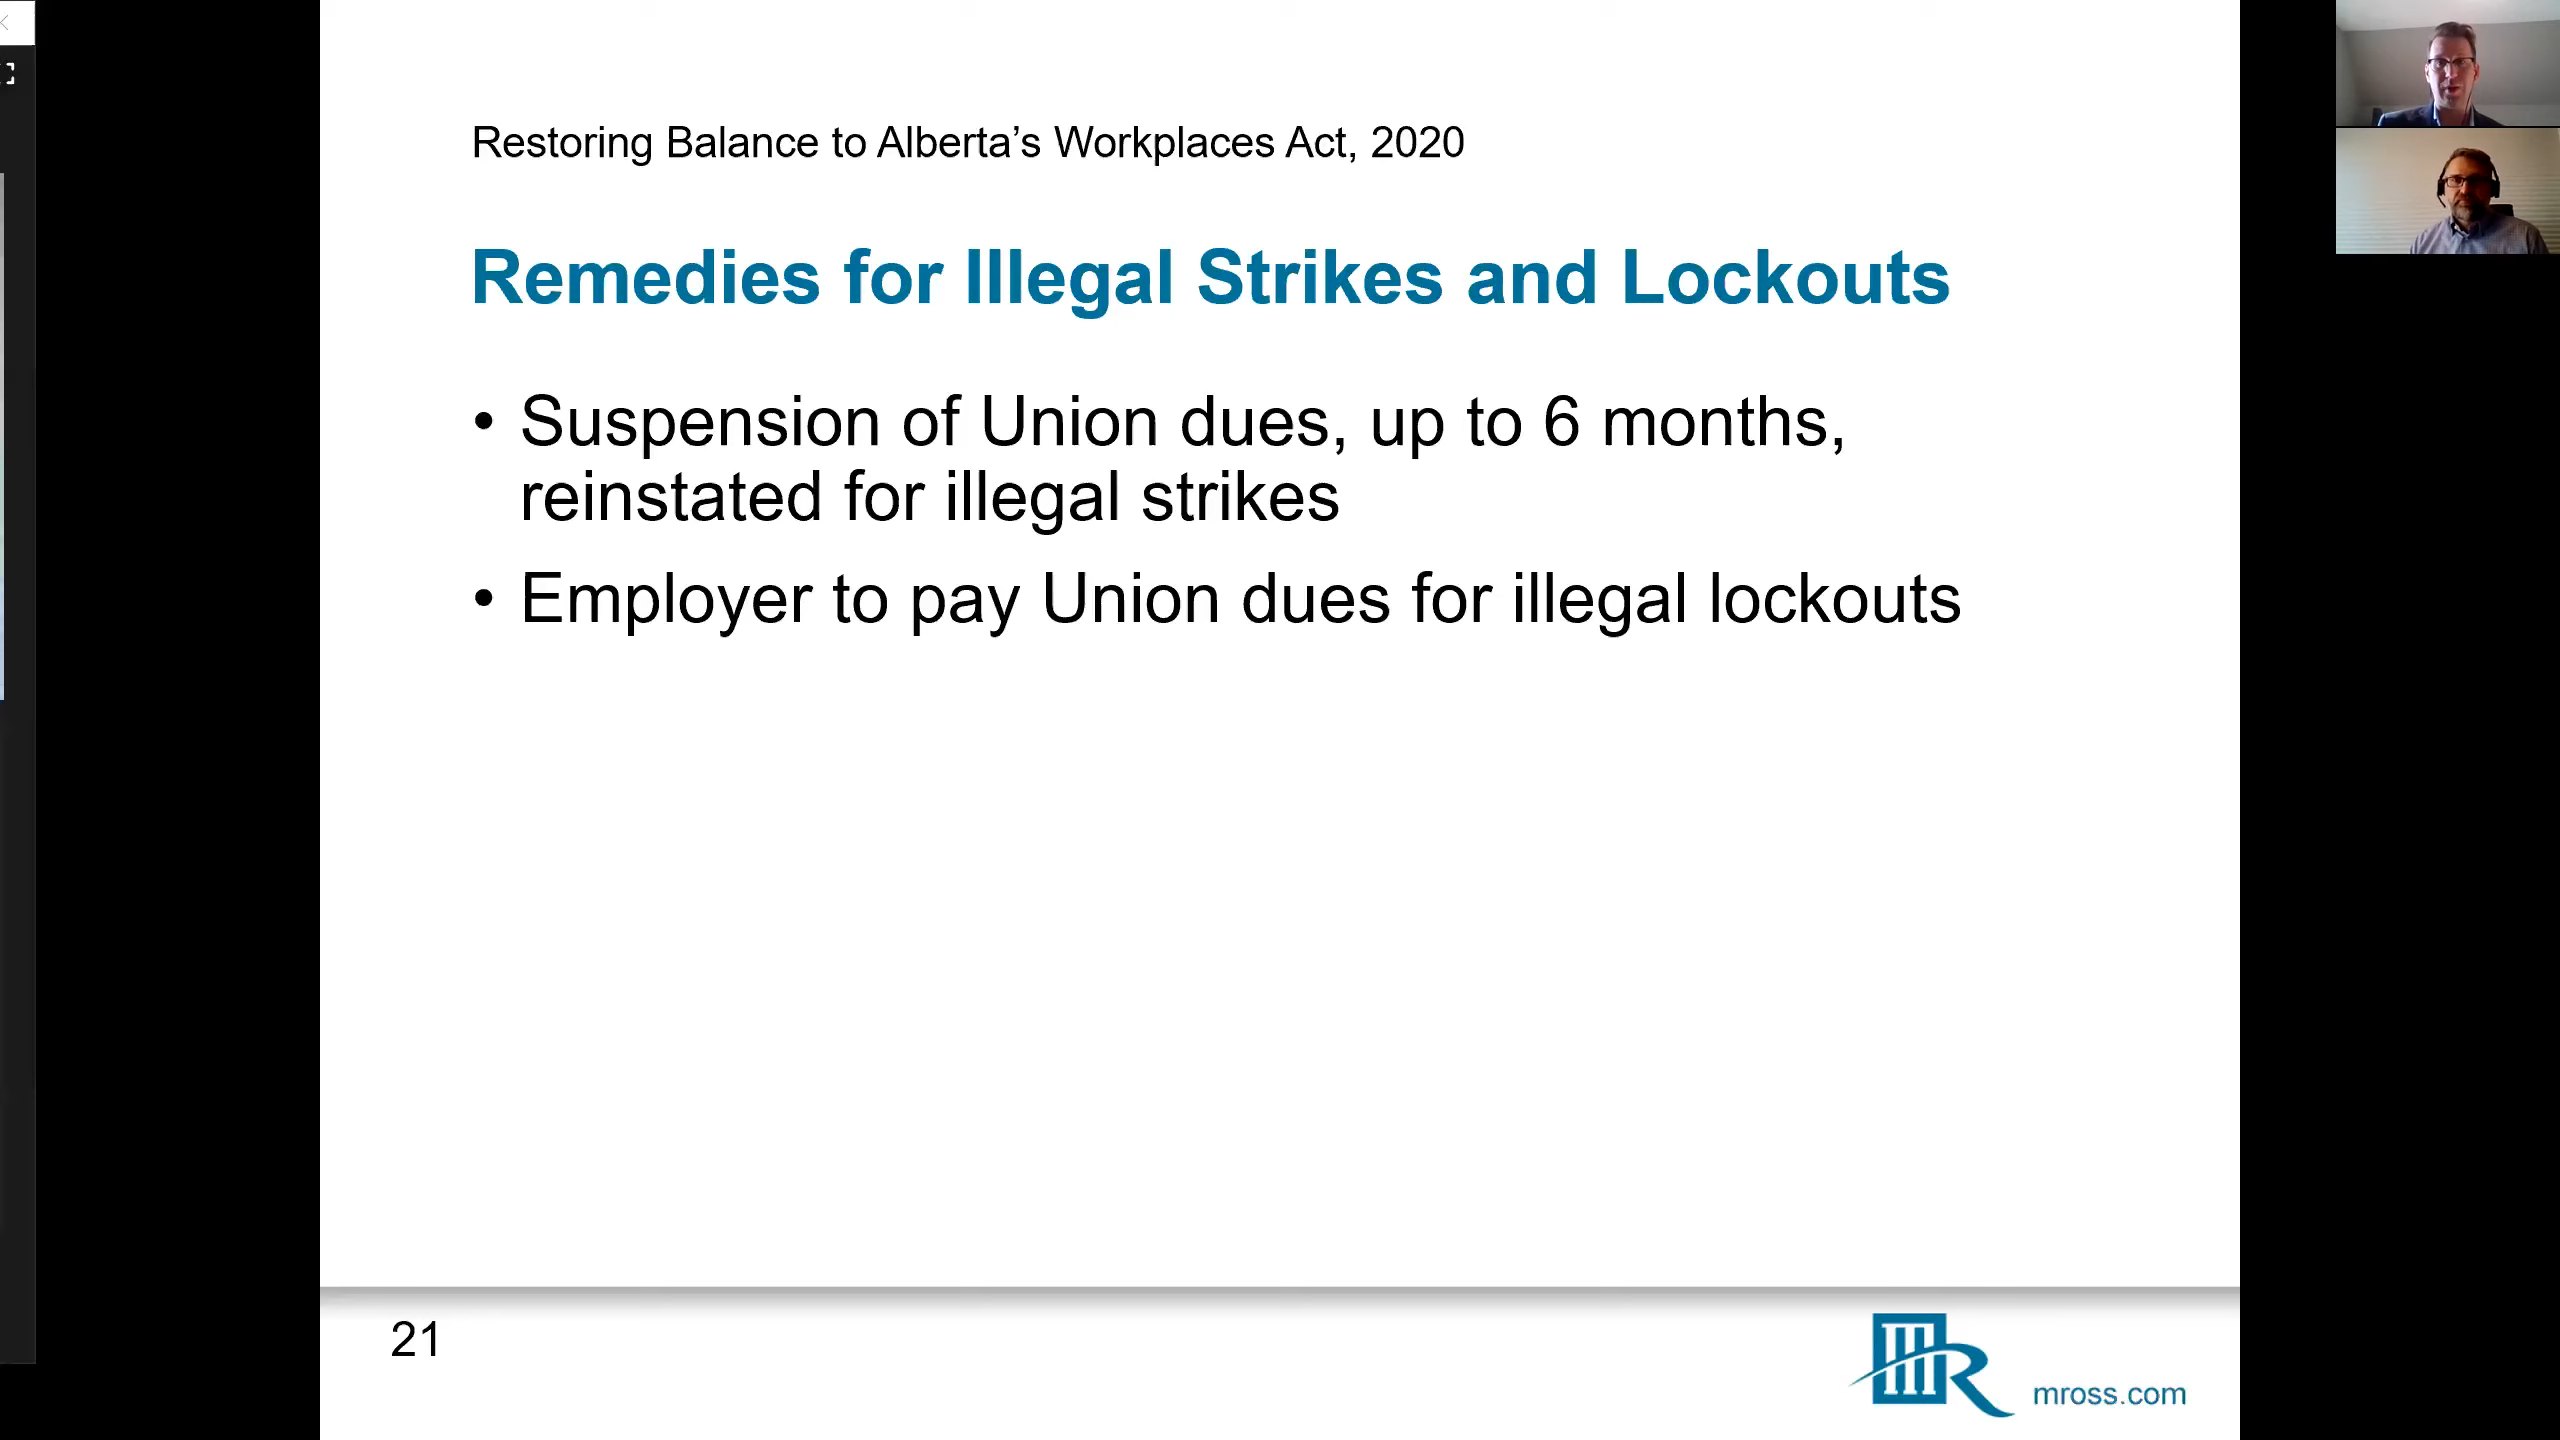 Restoring Balance to Alberta’s Workplaces Act, 2020
Remedies for Illegal Strikes and Lockouts
• Suspension of Union dues, up to 6 months,
reinstated for illegal strikes
• Employer to pay Union dues for illegal lockouts
21
mross.com